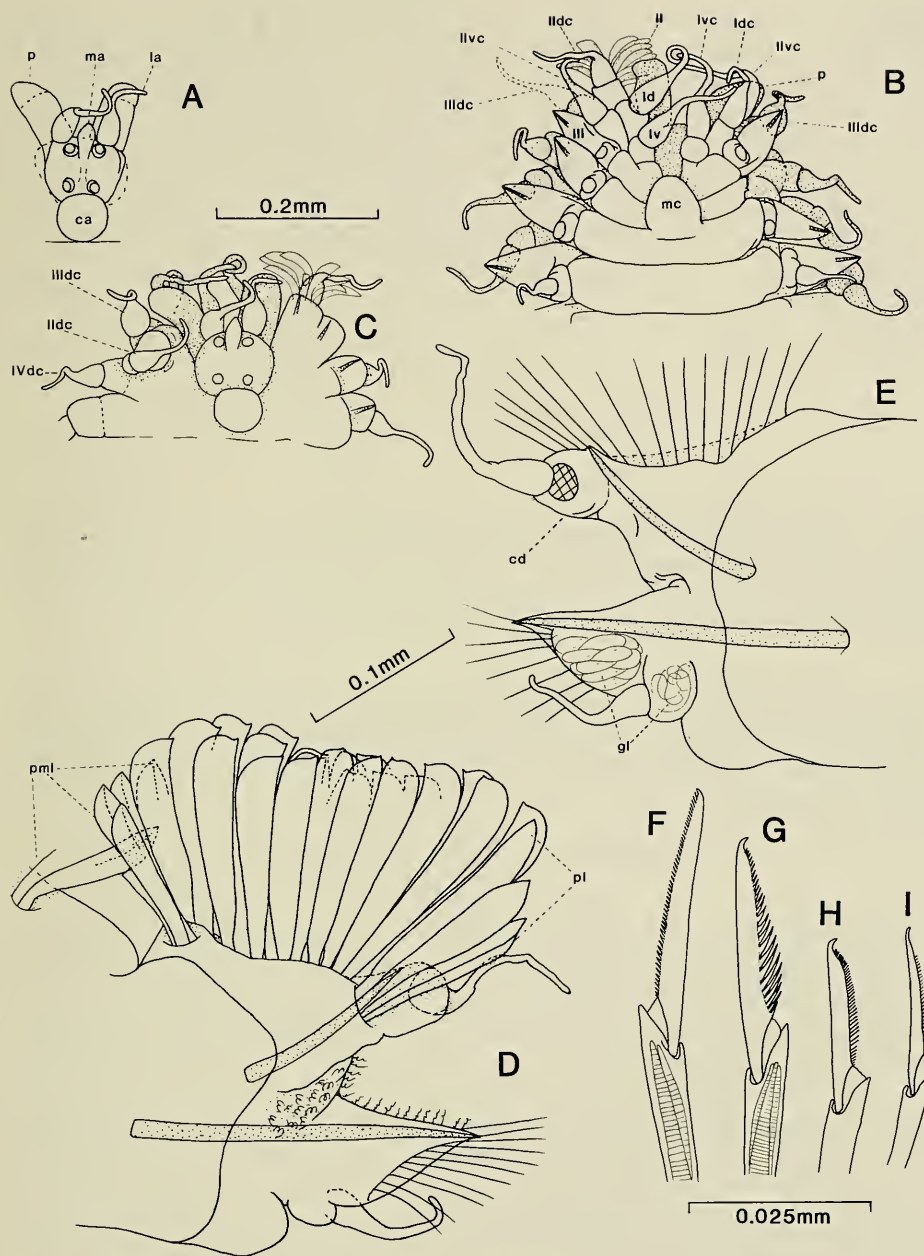 p ma la A
ca
0.2mm
IIdc II Ivc Idc B
IIvc IIvc
p
IIIdc Id IIIdc
III Iv
mc
IIIdc
IIdc C
IVdc
E
cd
0.1mm
gl
pml
pl
D
F G H I
0.025mm